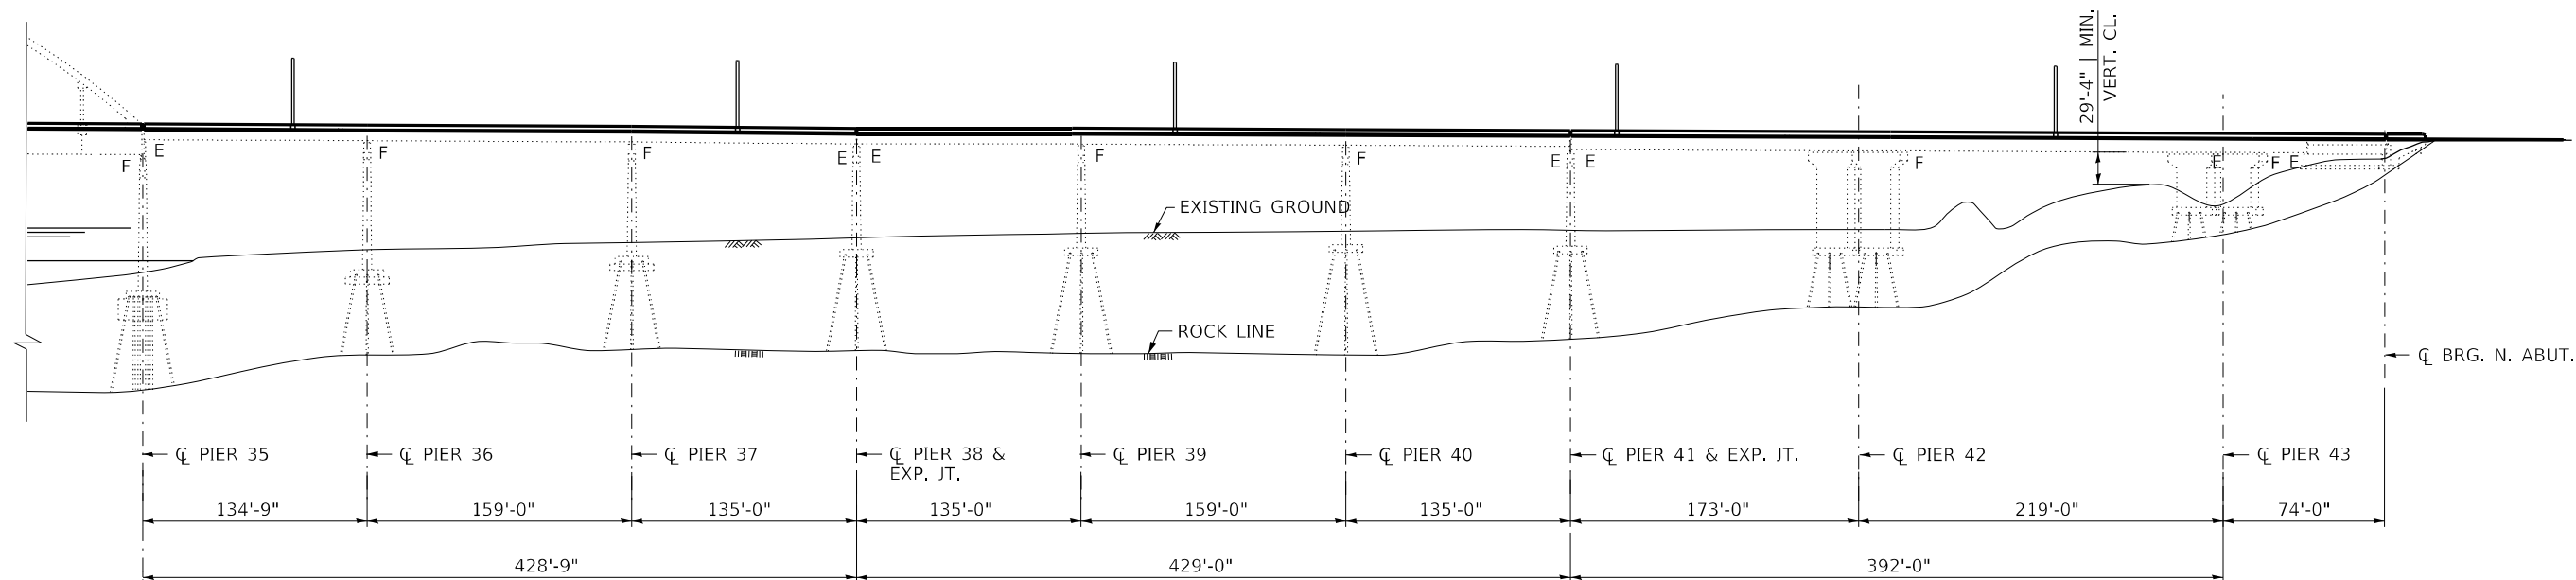 29'-4" MIN.
VERT. CL.
F
E
F
F
E
E
F
F
E
E
F
E
F
E
EXISTING GROUND
ROCK LINE
℄ BRG. N. ABUT.
℄ PIER 35
℄ PIER 36
℄ PIER 37
℄ PIER 38 &
EXP. JT.
℄ PIER 39
℄ PIER 40
℄ PIER 41 & EXP. JT.
℄ PIER 42
℄ PIER 43
134'-9"
159'-0"
135'-0"
135'-0"
159'-0"
135'-0"
173'-0"
219'-0"
74'-0"
428'-9"
429'-0"
392'-0"